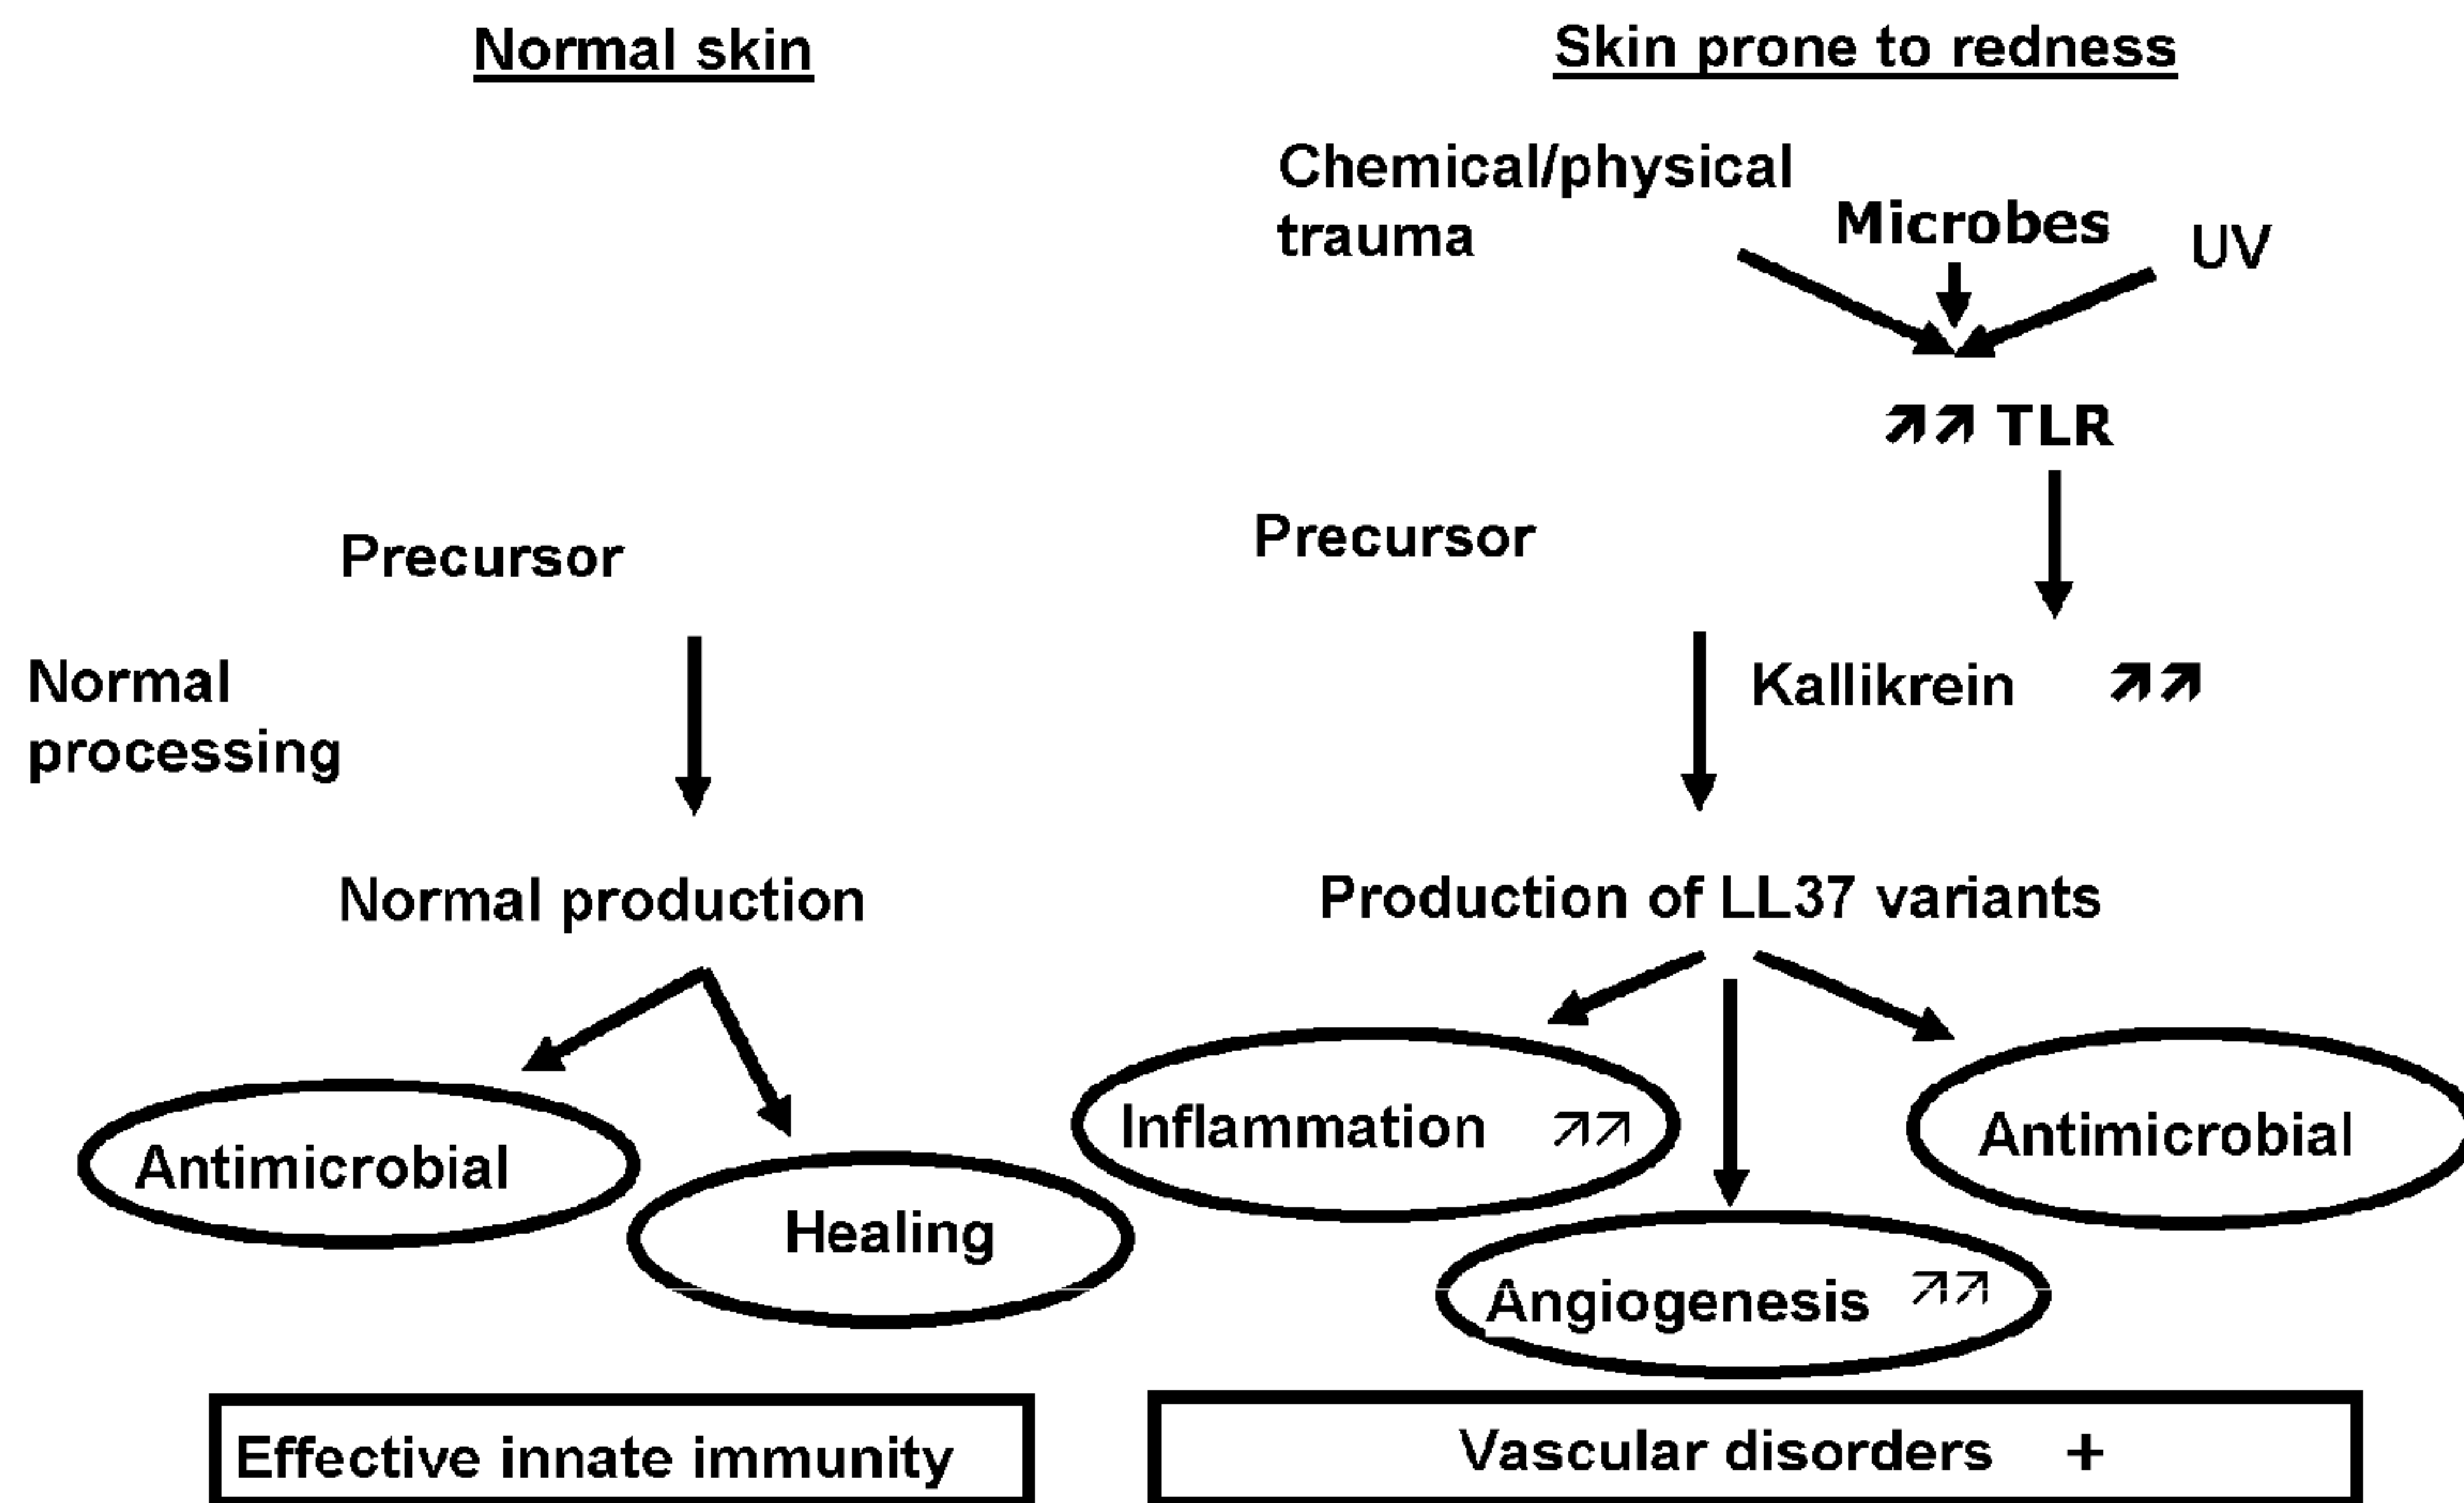 Normal skin
Precursor
Normal
processing
Normal production
Antimicrobial
Healing
Effective innate immunity
Skin prone to redness
Chemical/physical
trauma
Microbes
UV
↗↗ TLR
Precursor
Kallikrein ↗↗
Production of LL37 variants
Inflammation ↗↗
Antimicrobial
Angiogenesis ↗↗
Vascular disorders +